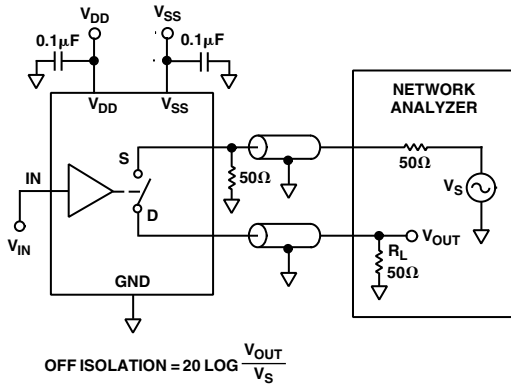 VDD
VSS
0.1µF
0.1µF
VDD
VSS
NETWORK
ANALYZER
S
50Ω
50Ω
VS
IN
D
VOUT
VIN
RL
50Ω
GND
OFF ISOLATION = 20 LOG VOUT
VS